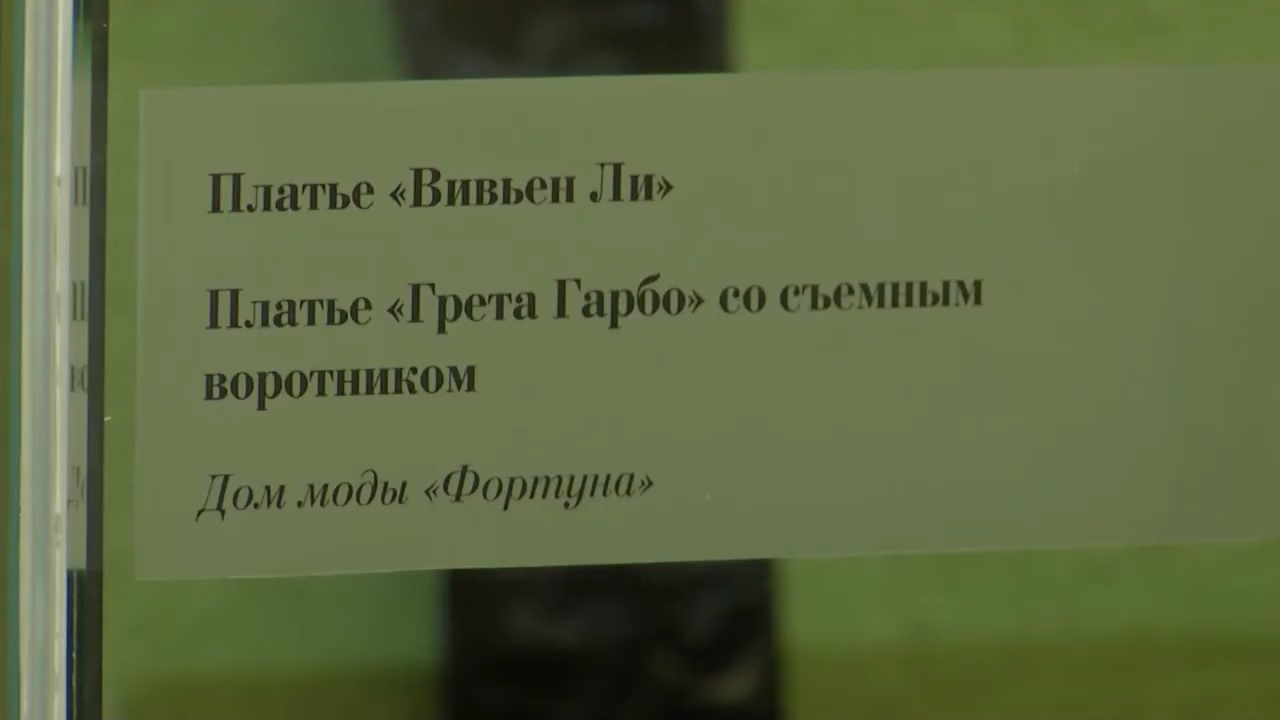 Платье «Вивьен Ли»
Платье «Грета Гарбо» со съемным
воротником
Дом моды «Фортуна»